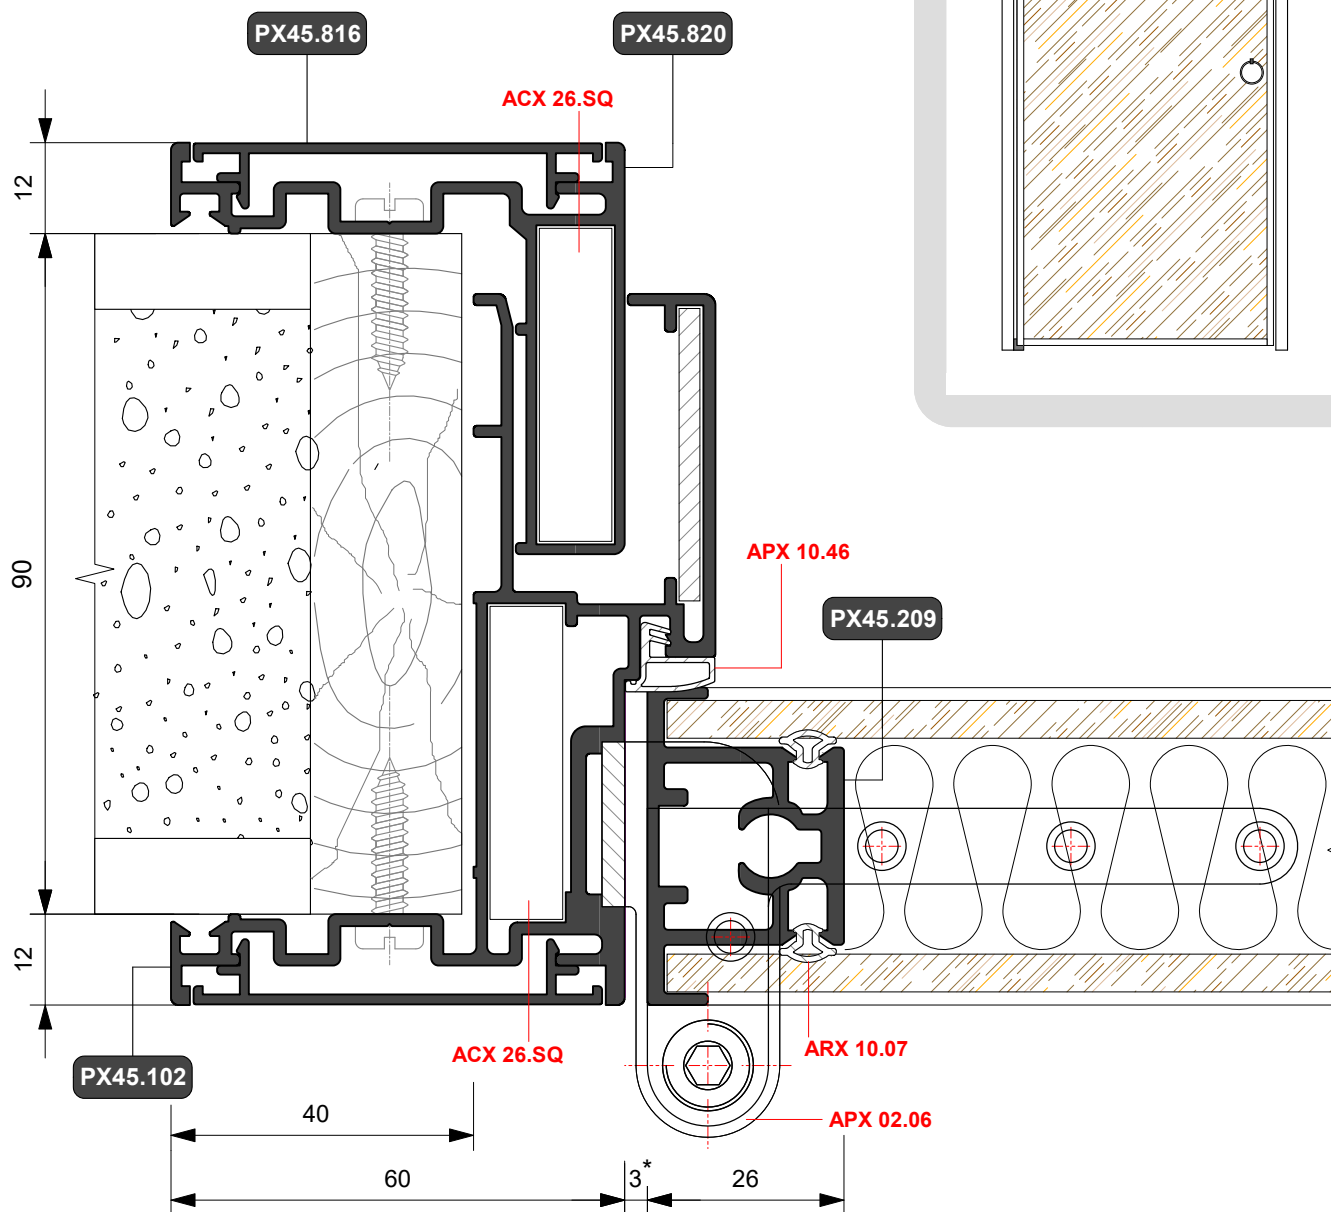 PX45.816
PX45.820
ACX 26.SQ
12
90
APX 10.46
PX45.209
12
PX45.102
ACX 26.SQ
ARX 10.07
APX 02.06
40
60
3*
26